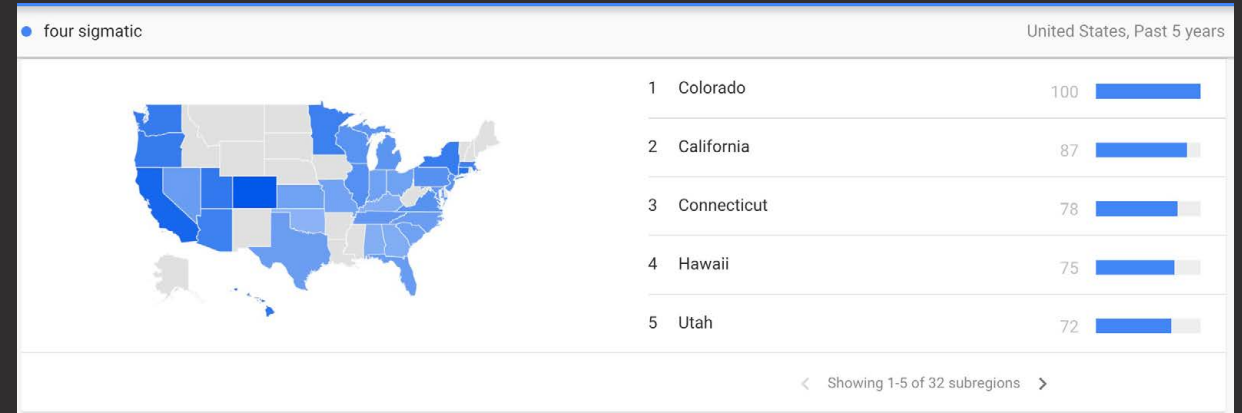 four sigmatic
United States, Past 5 years
1 Colorado 100
2 California 87
3 Connecticut 78
4 Hawaii 75
5 Utah 72
Showing 1-5 of 32 subregions